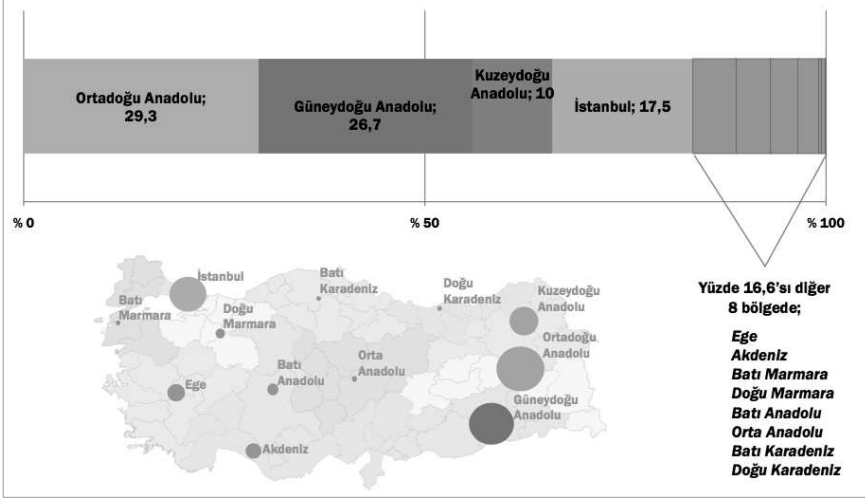 Ortadoğu Anadolu;
29,3
Güneydoğu Anadolu;
26,7
Kuzeydoğu
Anadolu; 10
İstanbul; 17,5
% 0
% 50
% 100
İstanbul
Batı
Karadeniz
Doğu
Karadeniz
Kuzeydoğu
Anadolu
Batı
Marmara
Doğu
Marmara
Ortadoğu
Anadolu
Ege
Batı
Anadolu
Orta
Anadolu
Güneydoğu
Anadolu
Akdeniz
Yüzde 16,6’sı diğer
8 bölgede;
Ege
Akdeniz
Batı Marmara
Doğu Marmara
Batı Anadolu
Orta Anadolu
Batı Karadeniz
Doğu Karadeniz